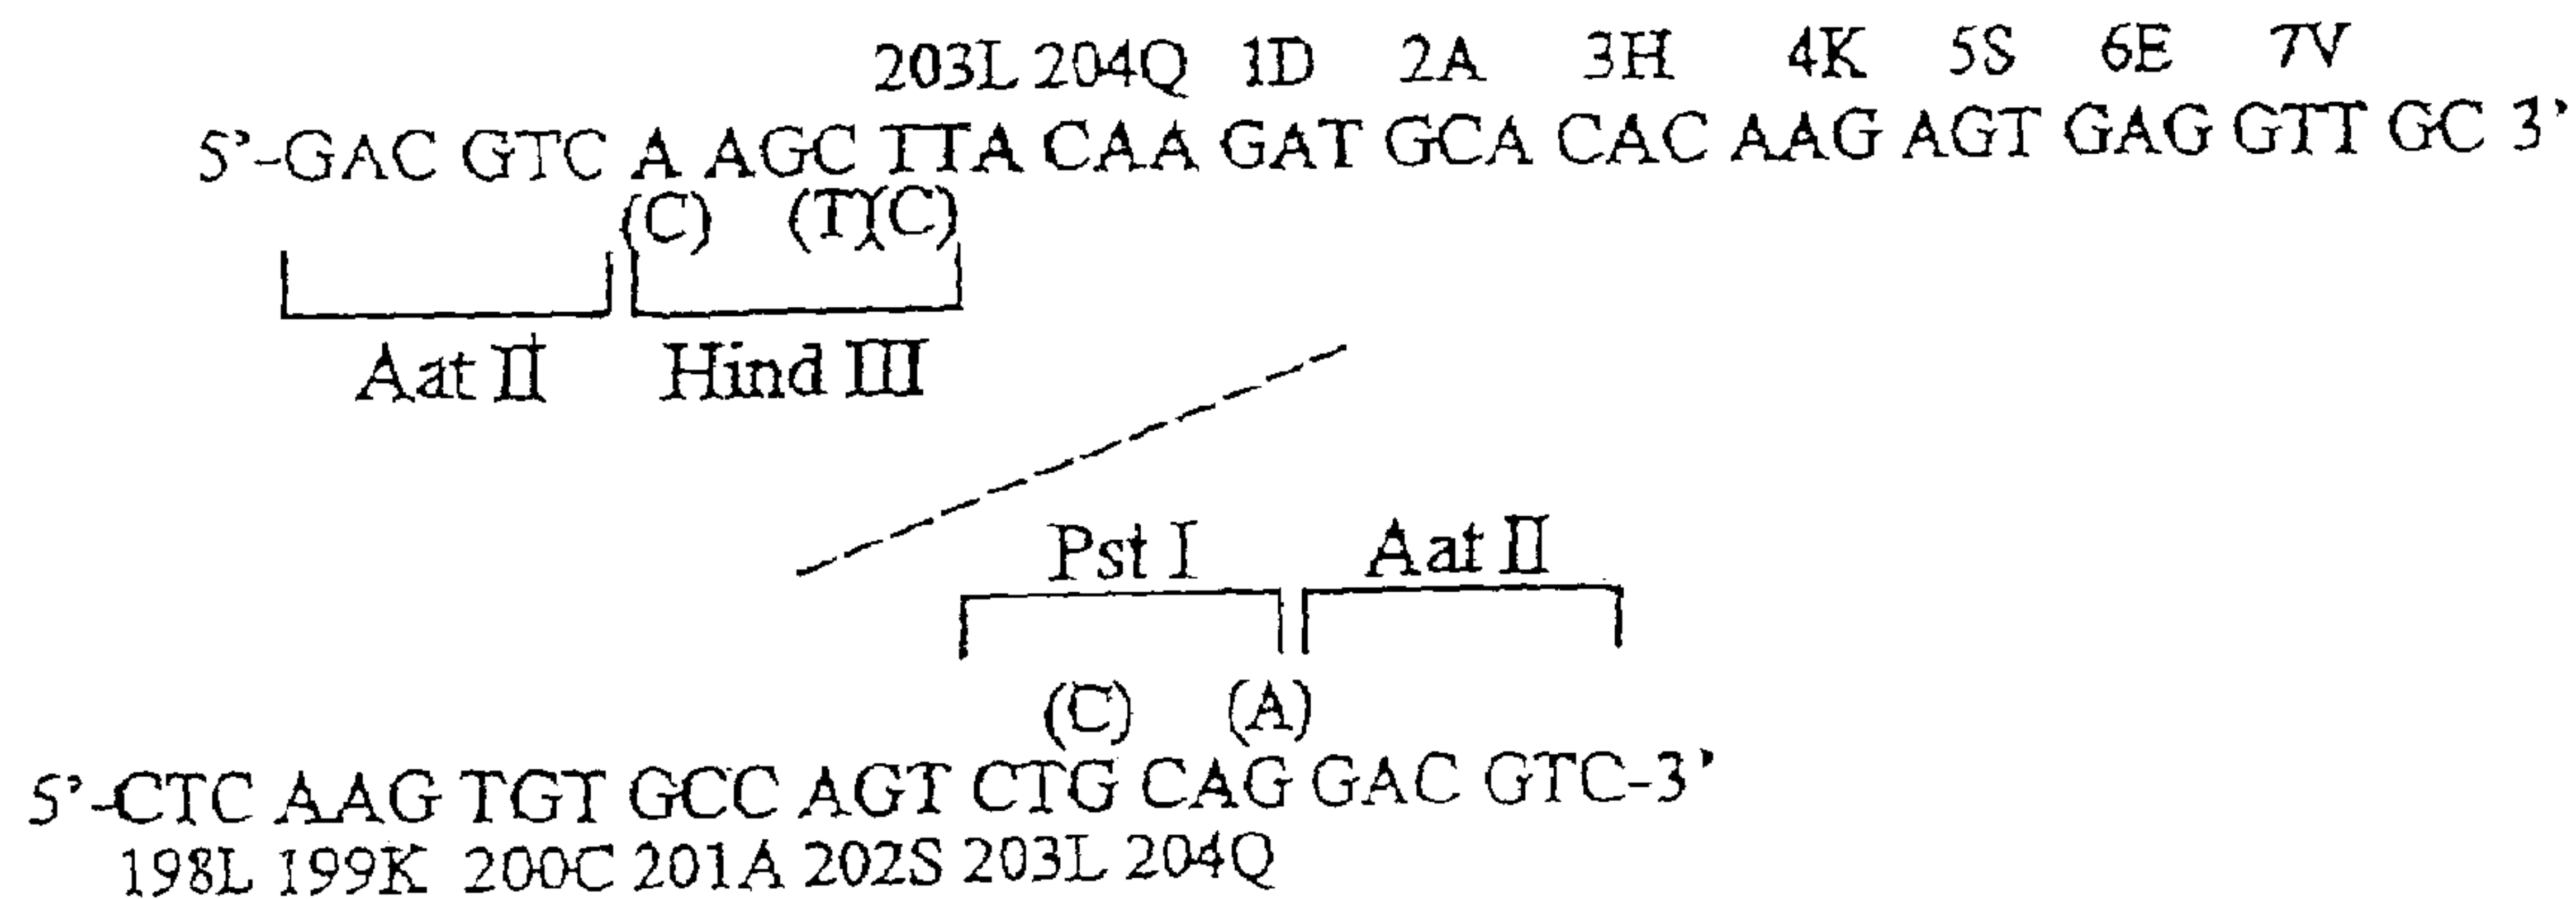 203L 204Q 1D 2A 3H 4K 5S 6E 7V
5’-GAC GTC A AGC TTA CAA GAT GCA CAC AAG AGT GAG GTT GC 3’
(C) (T)(C)
Aat II Hind III
Pst I Aat II
(C) (A)
5’-CTC AAG TGT GCC AGT CTG CAG GAC GTC-3’
198L 199K 200C 201A 202S 203L 204Q